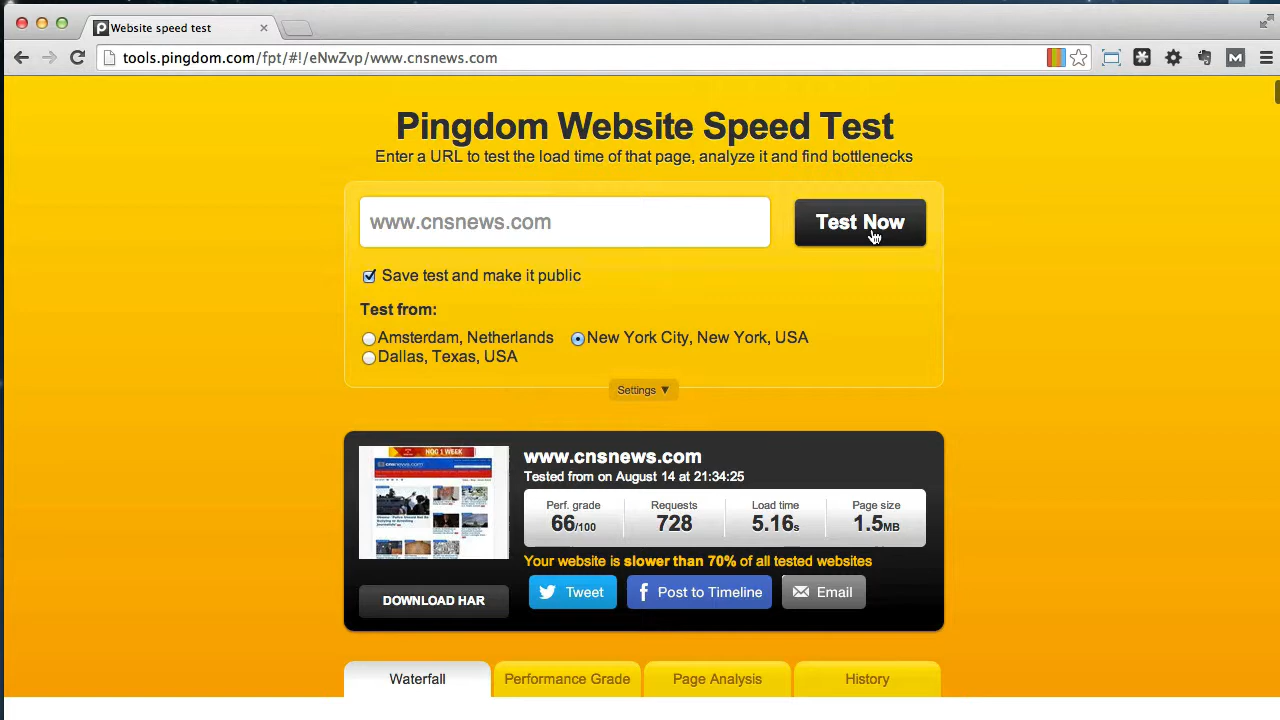 Website speed test
tools.pingdom.com/fpt/#!/eNwZvp/www.cnsnews.com
Pingdom Website Speed Test
Enter a URL to test the load time of that page, analyze it and find bottlenecks
www.cnsnews.com
Test Now
Save test and make it public
Test from:
Amsterdam, Netherlands New York City, New York, USA
Dallas, Texas, USA
Settings ▼
HOG 1 WEEK
cnsnews.com
www.cnsnews.com
Tested from on August 14 at 21:34:25
Perf. grade Requests Load time Page size
66/100 728 5.16s 1.5MB
Your website is slower than 70% of all tested websites
DOWNLOAD HAR
Tweet Post to Timeline Email
Waterfall Performance Grade Page Analysis History